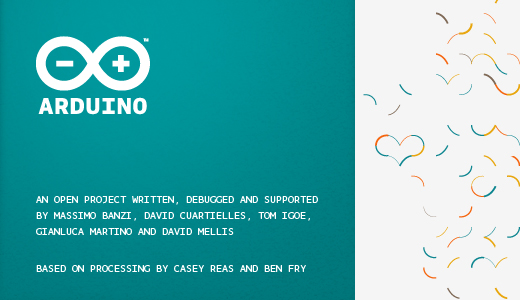 ARDUINO
AN OPEN PROJECT WRITTEN, DEBUGGED AND SUPPORTED
BY MASSIMO BANZI, DAVID CUARTIELLES, TOM IGOE,
GIANLUCA MARTINO AND DAVID MELLIS
BASED ON PROCESSING BY CASEY REAS AND BEN FRY